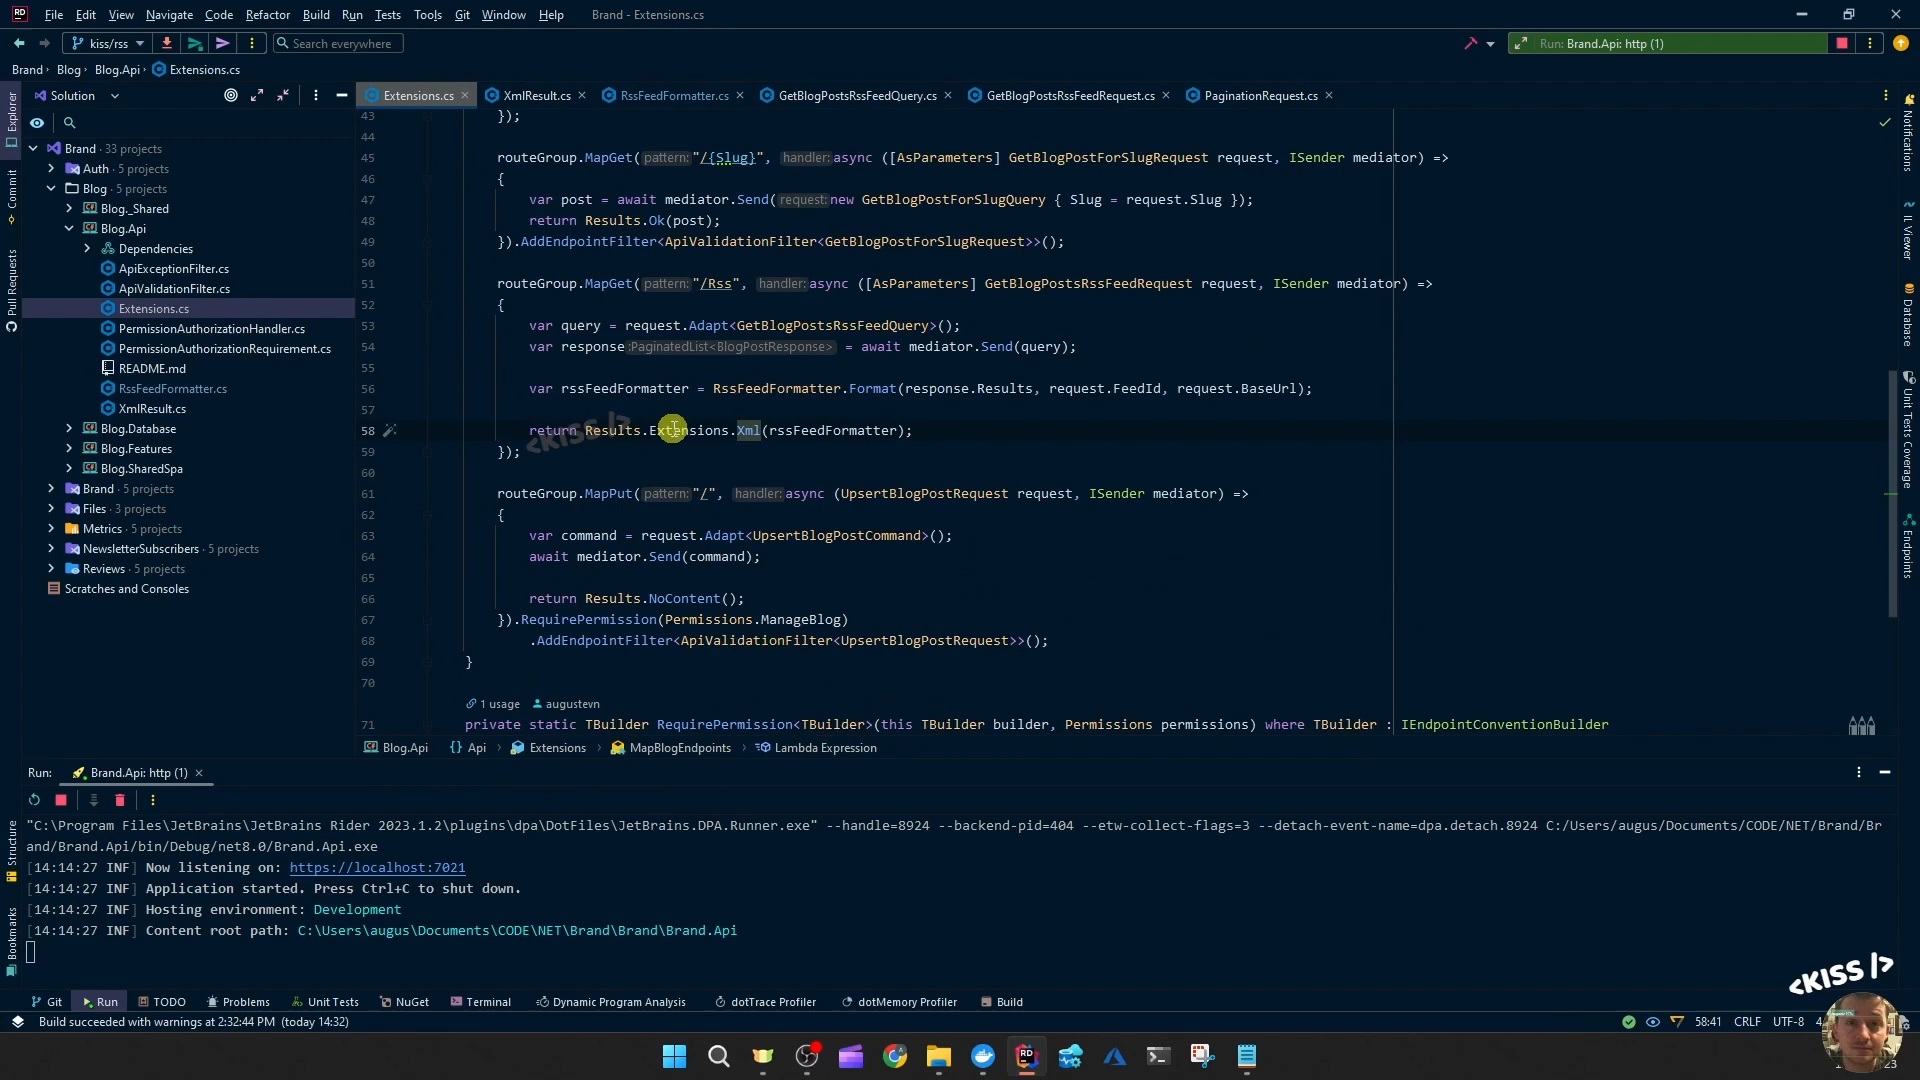 File Edit View Navigate Code Refactor Build Run Tests Tools Git Window Help Brand - Extensions.cs
kiss/rss Search everywhere Run: Brand.Api: http (1)
Brand Blog Blog.Api Extensions.cs
Solution
Extensions.cs XmlResult.cs RssFeedFormatter.cs GetBlogPostsRssFeedQuery.cs GetBlogPostsRssFeedRequest.cs PaginationRequest.cs
Explorer
Commit
Pull Requests
Structure
Bookmarks
Brand · 33 projects
Auth · 5 projects
Blog · 5 projects
Blog._Shared
Blog.Api
Dependencies
ApiExceptionFilter.cs
ApiValidationFilter.cs
Extensions.cs
PermissionAuthorizationHandler.cs
PermissionAuthorizationRequirement.cs
README.md
RssFeedFormatter.cs
XmlResult.cs
Blog.Database
Blog.Features
Blog.SharedSpa
Brand · 5 projects
Files · 3 projects
Metrics · 5 projects
NewsletterSubscribers · 5 projects
Reviews · 5 projects
Scratches and Consoles
43 });
44
45 routeGroup.MapGet( pattern: "/{Slug}", handler: async ([AsParameters] GetBlogPostForSlugRequest request, ISender mediator) =>
46 {
47 var post = await mediator.Send( request: new GetBlogPostForSlugQuery { Slug = request.Slug });
48 return Results.Ok(post);
49 }).AddEndpointFilter<ApiValidationFilter<GetBlogPostForSlugRequest>>();
50
51 routeGroup.MapGet( pattern: "/Rss", handler: async ([AsParameters] GetBlogPostsRssFeedRequest request, ISender mediator) =>
52 {
53 var query = request.Adapt<GetBlogPostsRssFeedQuery>();
54 var response :PaginatedList<BlogPostResponse> = await mediator.Send(query);
55
56 var rssFeedFormatter = RssFeedFormatter.Format(response.Results, request.FeedId, request.BaseUrl);
57
58 return Results.Extensions.Xml(rssFeedFormatter);
<KISS />
59 });
60
61 routeGroup.MapPut( pattern: "/", handler: async (UpsertBlogPostRequest request, ISender mediator) =>
62 {
63 var command = request.Adapt<UpsertBlogPostCommand>();
64 await mediator.Send(command);
65
66 return Results.NoContent();
67 }).RequirePermission(Permissions.ManageBlog)
68 .AddEndpointFilter<ApiValidationFilter<UpsertBlogPostRequest>>();
69 }
70
1 usage augustevn
71 private static TBuilder RequirePermission<TBuilder>(this TBuilder builder, Permissions permissions) where TBuilder : IEndpointConventionBuilder
Blog.Api {} Api Extensions MapBlogEndpoints Lambda Expression
Notifications
IL Viewer
Database
Unit Tests Coverage
Endpoints
Run: Brand.Api: http (1)
"C:\Program Files\JetBrains\JetBrains Rider 2023.1.2\plugins\dpa\DotFiles\JetBrains.DPA.Runner.exe" --handle=8924 --backend-pid=404 --etw-collect-flags=3 --detach-event-name=dpa.detach.8924 C:/Users/augus/Documents/CODE/NET/Brand/Br
and/Brand.Api/bin/Debug/net8.0/Brand.Api.exe
[14:14:27 INF] Now listening on: https://localhost:7021
[14:14:27 INF] Application started. Press Ctrl+C to shut down.
[14:14:27 INF] Hosting environment: Development
[14:14:27 INF] Content root path: C:\Users\augus\Documents\CODE\NET\Brand\Brand\Brand.Api
<KISS />
Git Run TODO Problems Unit Tests NuGet Terminal Dynamic Program Analysis dotTrace Profiler dotMemory Profiler Build
Build succeeded with warnings at 2:32:44 PM (today 14:32) 58:41 CRLF UTF-8 4